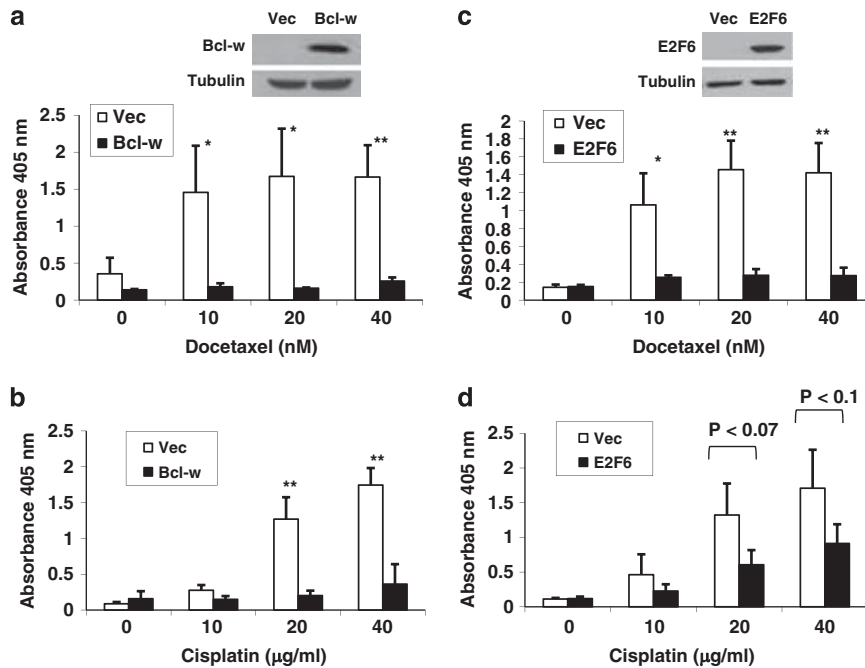 a
Vec Bcl-w
Bcl-w
Tubulin
Vec
Bcl-w
Absorbance 405 nm
2.5
2
1.5
1
0.5
0
* * **
0 10 20 40
Docetaxel (nM)
c
Vec E2F6
E2F6
Tubulin
Vec
E2F6
Absorbance 405 nm
2
1.8
1.6
1.4
1.2
1
0.8
0.6
0.4
0.2
0
* ** **
0 10 20 40
Docetaxel (nM)
b
Vec
Bcl-w
Absorbance 405 nm
2.5
2
1.5
1
0.5
0
** **
0 10 20 40
Cisplatin (μg/ml)
d
Vec
E2F6
P < 0.07
P < 0.1
Absorbance 405 nm
2.5
2
1.5
1
0.5
0
0 10 20 40
Cisplatin (μg/ml)